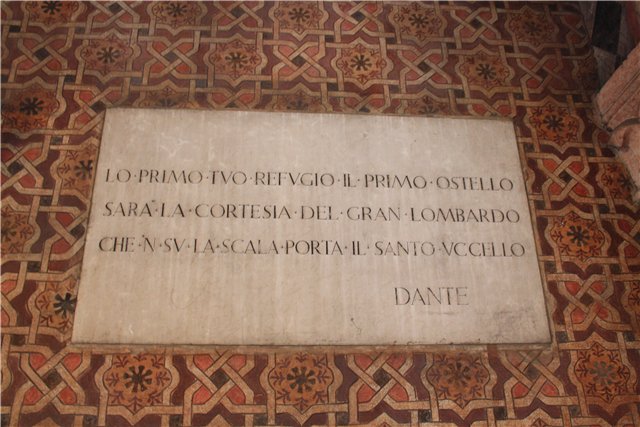 LO·PRIMO·TVO·REFVGIO·IL·PRIMO·OSTELLO
SARA'·LA·CORTESIA·DEL·GRAN·LOMBARDO
CHE·'N·SV·LA·SCALA·PORTA·IL·SANTO·VCCELLO
DANTE